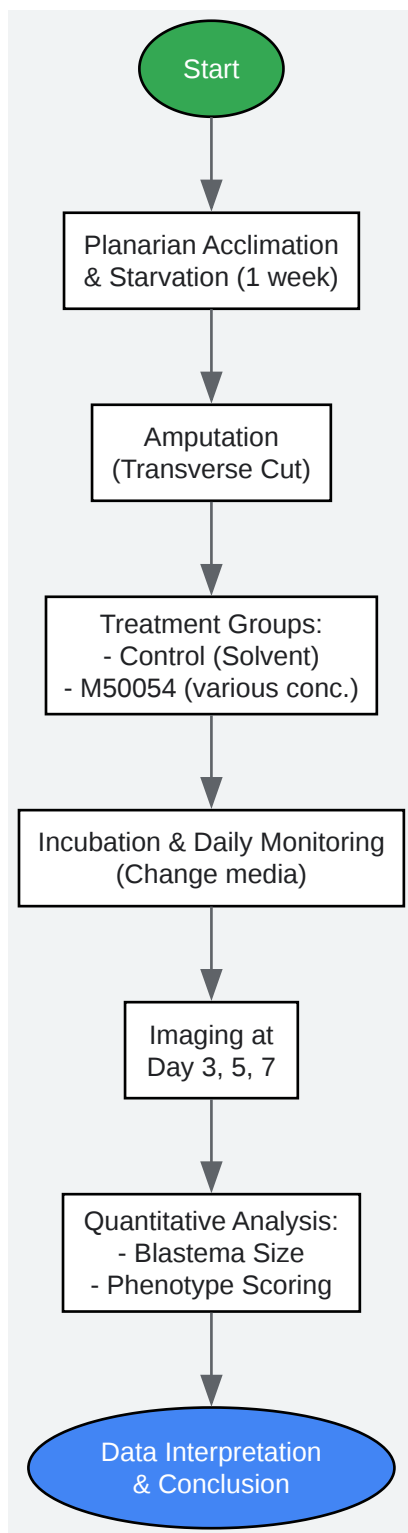 Start
Planarian Acclimation
& Starvation (1 week)
Amputation
(Transverse Cut)
Treatment Groups:
- Control (Solvent)
- M50054 (various conc.)
Incubation & Daily Monitoring
(Change media)
Imaging at
Day 3, 5, 7
Quantitative Analysis:
- Blastema Size
- Phenotype Scoring
Data Interpretation
& Conclusion